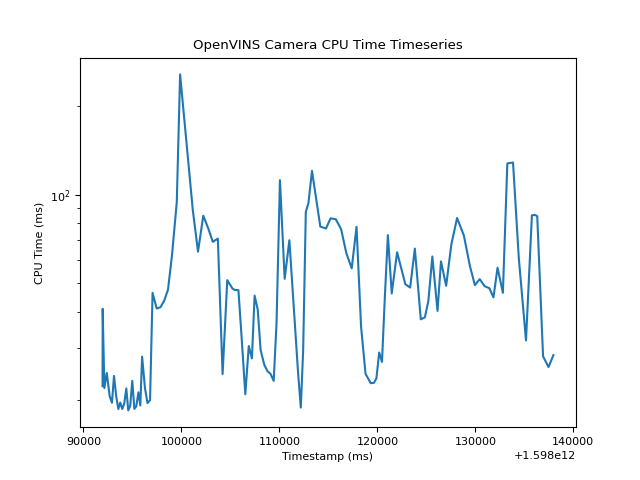 OpenVINS Camera CPU Time Timeseries
CPU Time (ms)
10²
90000 100000 110000 120000 130000 140000
Timestamp (ms)
+1.598e12